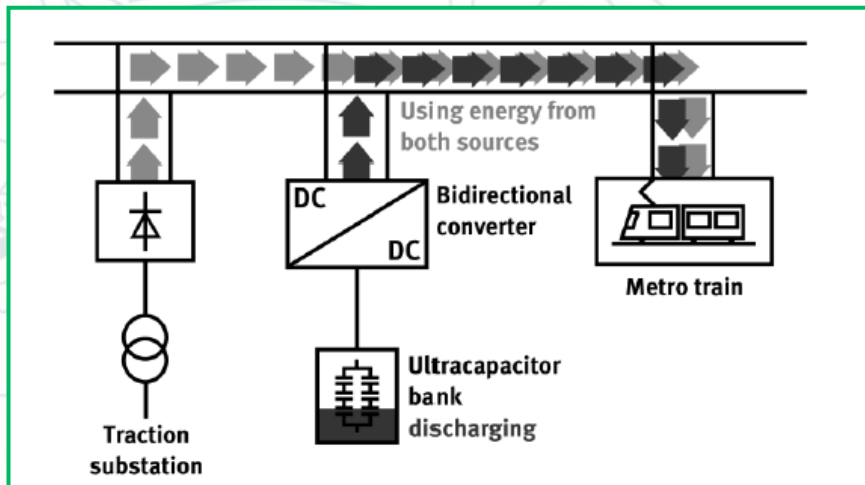 Using energy from
both sources
DC
DC
Bidirectional
converter
Metro train
Ultracapacitor
bank
discharging
Traction
substation